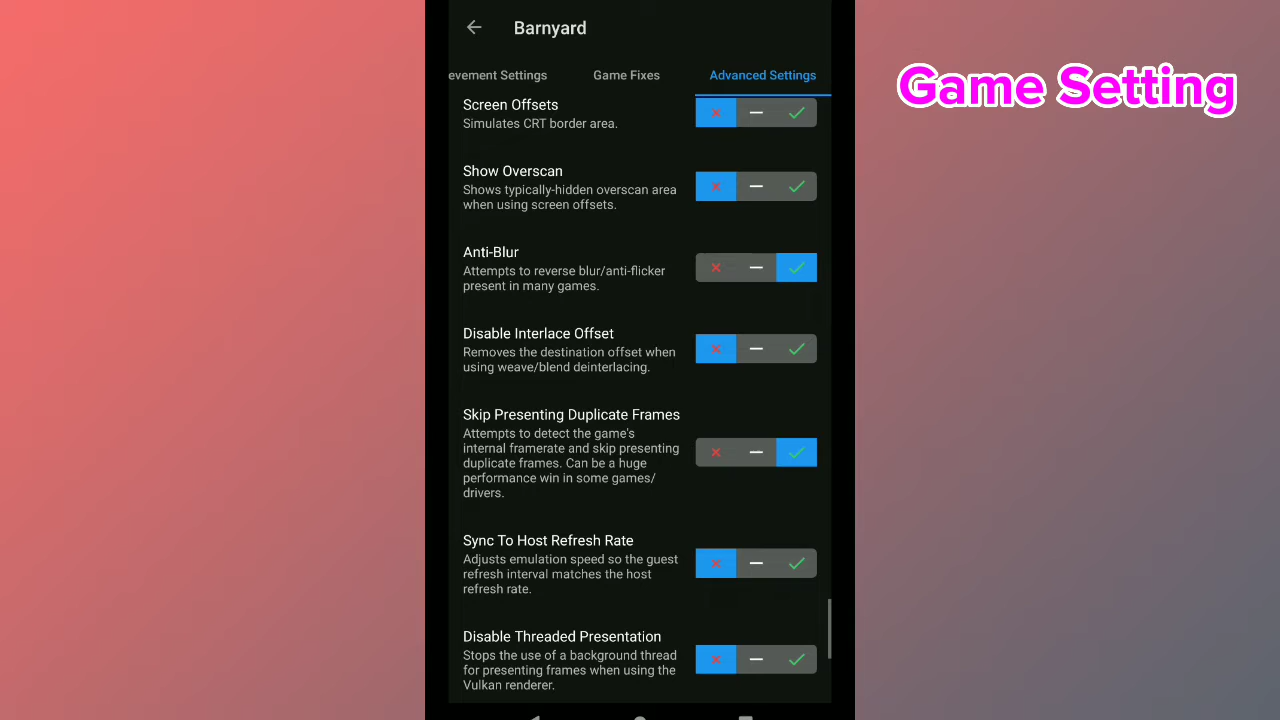 Barnyard
Game Setting
evement Settings
Game Fixes
Advanced Settings
Screen Offsets
Simulates CRT border area.
Show Overscan
Shows typically-hidden overscan area
when using screen offsets.
Anti-Blur
Attempts to reverse blur/anti-flicker
present in many games.
Disable Interlace Offset
Removes the destination offset when
using weave/blend deinterlacing.
Skip Presenting Duplicate Frames
Attempts to detect the game's
internal framerate and skip presenting
duplicate frames. Can be a huge
performance win in some games/
drivers.
Sync To Host Refresh Rate
Adjusts emulation speed so the guest
refresh interval matches the host
refresh rate.
Disable Threaded Presentation
Stops the use of a background thread
for presenting frames when using the
Vulkan renderer.